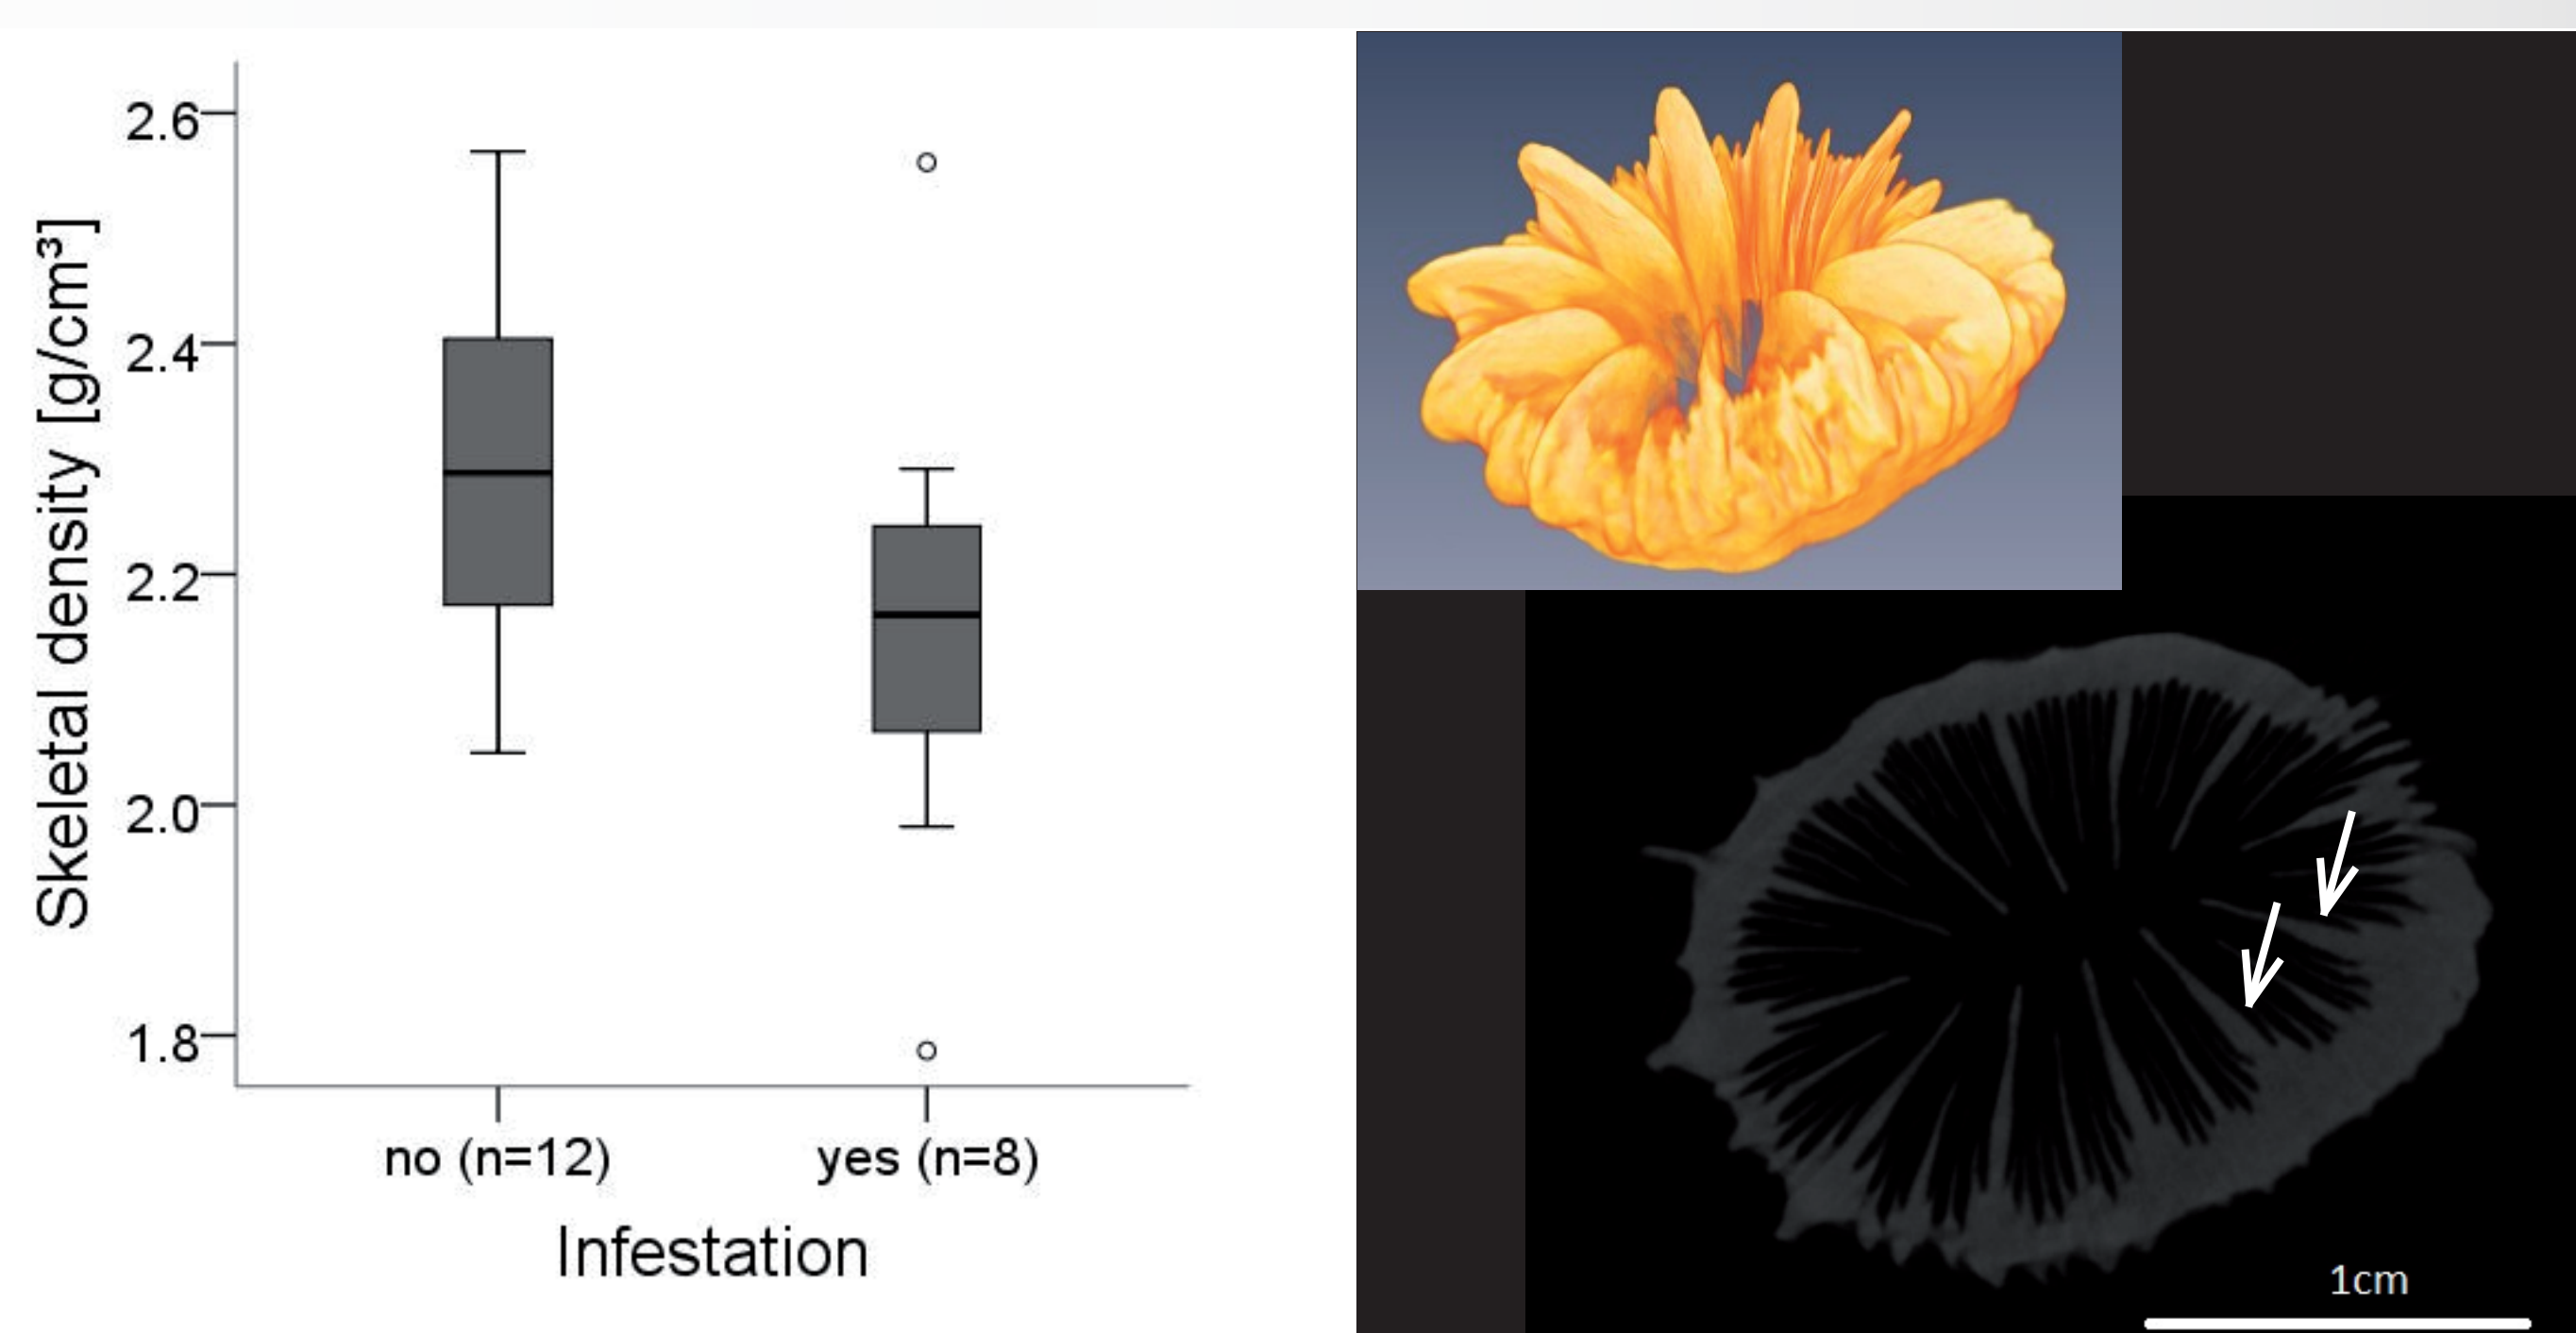 Skeletal density [g/cm³]
2.6
2.4
2.2
2.0
1.8
no (n=12)
yes (n=8)
Infestation
1cm